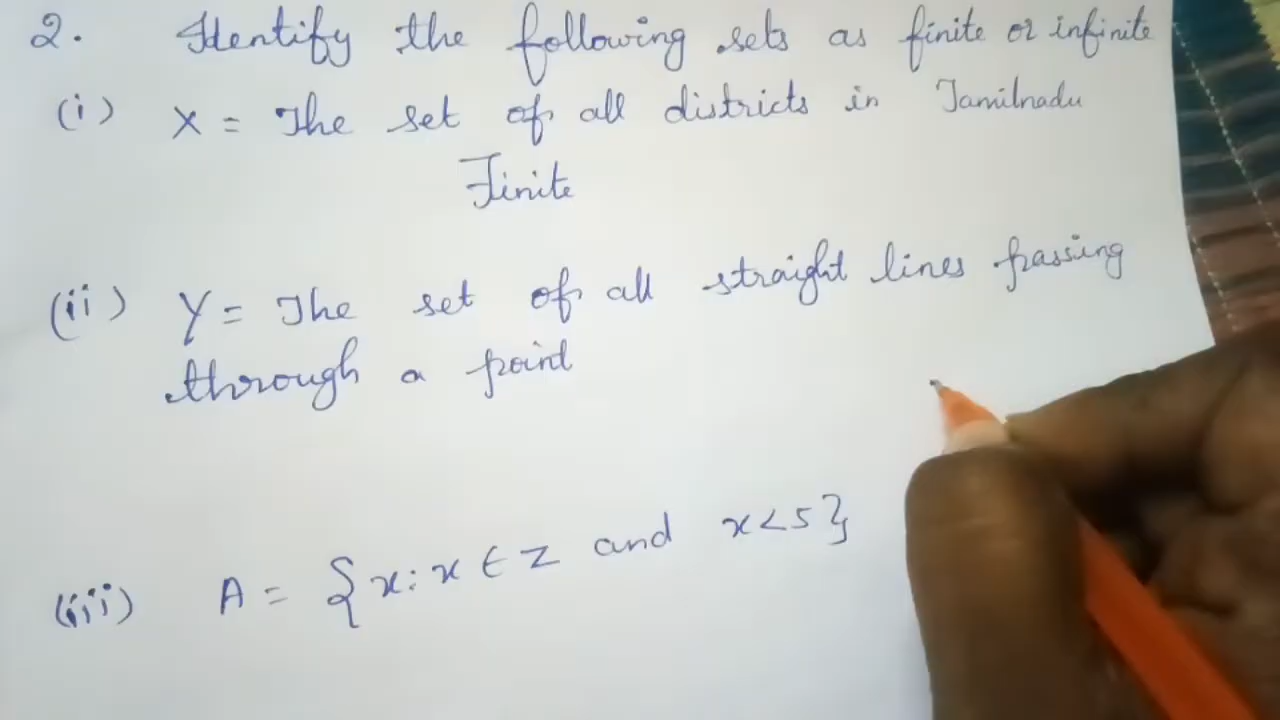 2. Identify the following sets as finite or infinite
(i) X = The set of all districts in Tamilnadu
Finite
(ii) Y = The set of all straight lines passing
through a point
(iii) A = {x : x ∈ Z and x < 5}